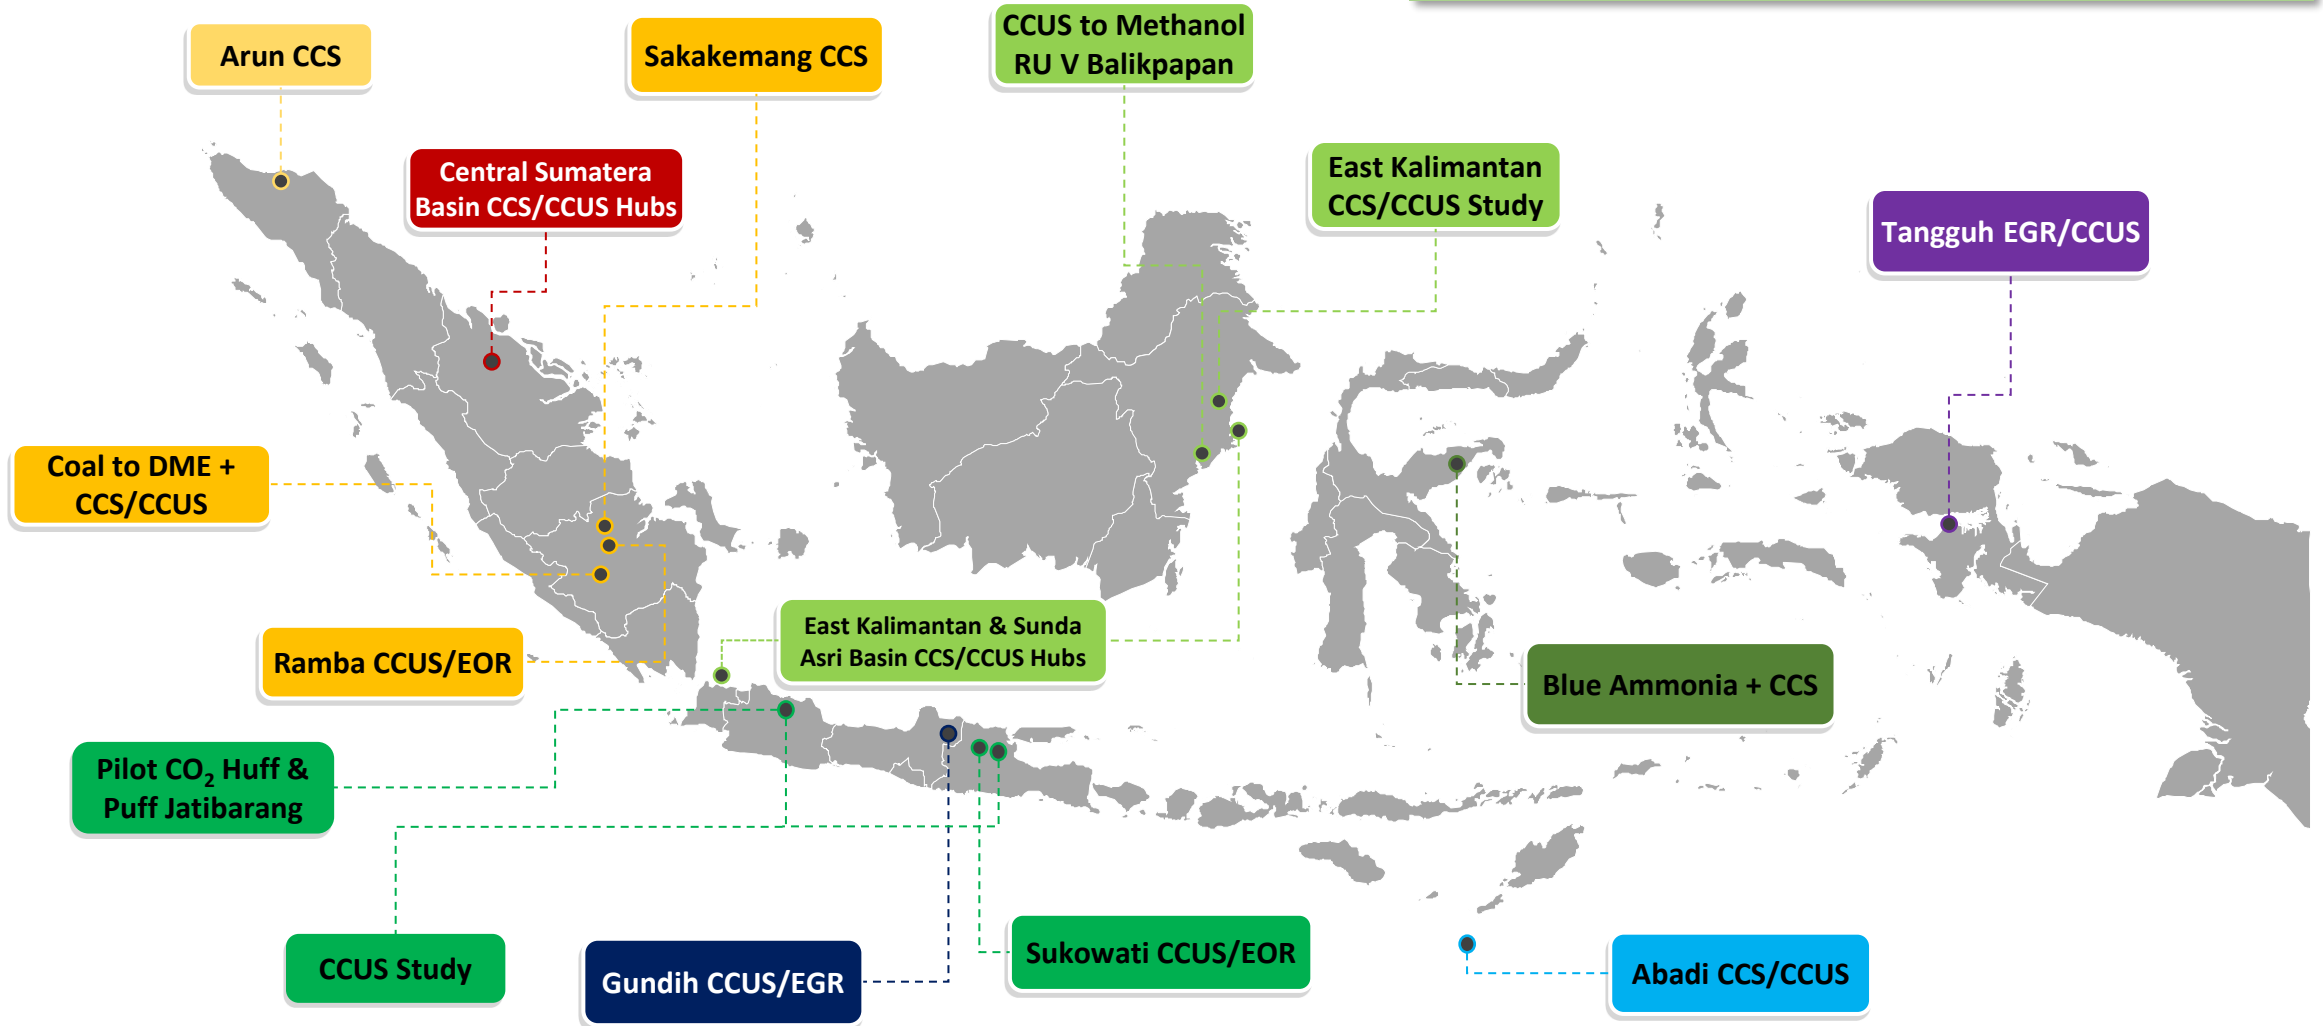 Arun CCS
Sakakemang CCS
CCUS to Methanol
RU V Balikpapan
Central Sumatera
Basin CCS/CCUS Hubs
East Kalimantan
CCS/CCUS Study
Tangguh EGR/CCUS
Coal to DME +
CCS/CCUS
Ramba CCUS/EOR
East Kalimantan & Sunda
Asri Basin CCS/CCUS Hubs
Blue Ammonia + CCS
Pilot CO₂ Huff &
Puff Jatibarang
CCUS Study
Gundih CCUS/EGR
Sukowati CCUS/EOR
Abadi CCS/CCUS